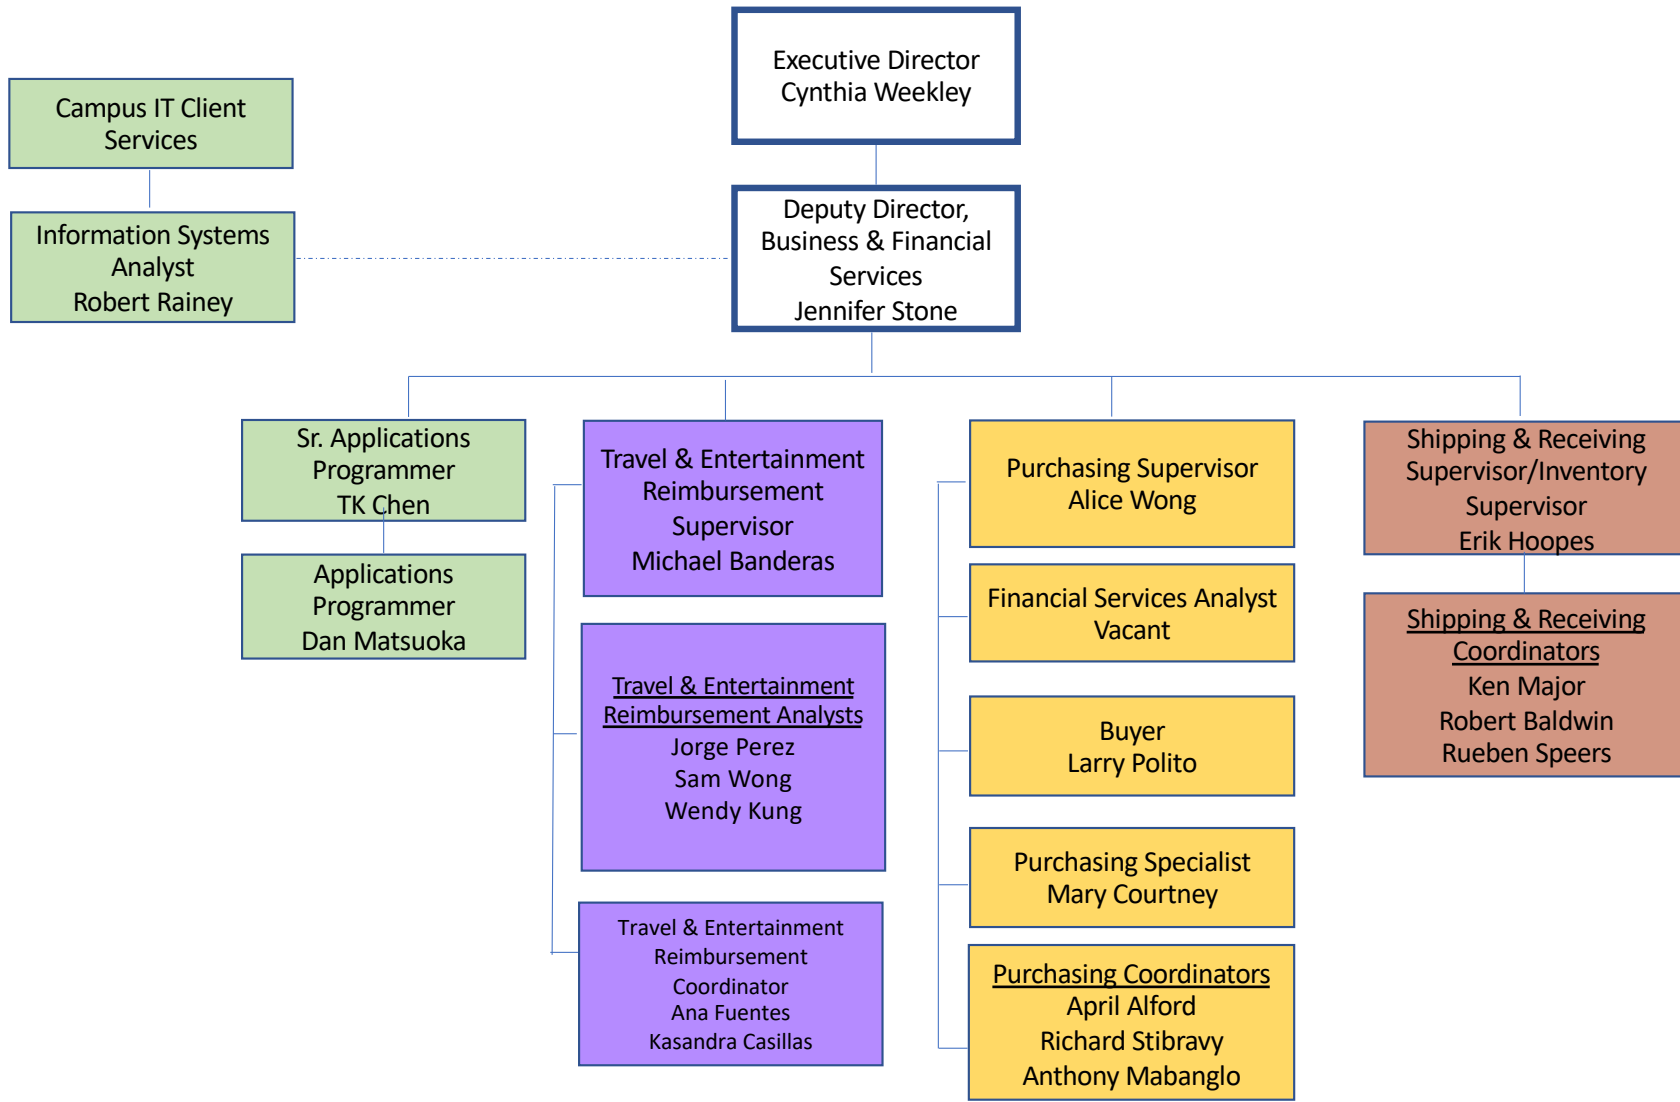 Executive Director
Cynthia Weekley
Campus IT Client
Services
Information Systems
Analyst
Robert Rainey
Deputy Director,
Business & Financial
Services
Jennifer Stone
Sr. Applications
Programmer
TK Chen
Applications
Programmer
Dan Matsuoka
Travel & Entertainment
Reimbursement
Supervisor
Michael Banderas
Travel & Entertainment
Reimbursement Analysts
Jorge Perez
Sam Wong
Wendy Kung
Travel & Entertainment
Reimbursement
Coordinator
Ana Fuentes
Kasandra Casillas
Purchasing Supervisor
Alice Wong
Financial Services Analyst
Vacant
Buyer
Larry Polito
Purchasing Specialist
Mary Courtney
Purchasing Coordinators
April Alford
Richard Stibravy
Anthony Mabanglo
Shipping & Receiving
Supervisor/Inventory
Supervisor
Erik Hoopes
Shipping & Receiving
Coordinators
Ken Major
Robert Baldwin
Rueben Speers